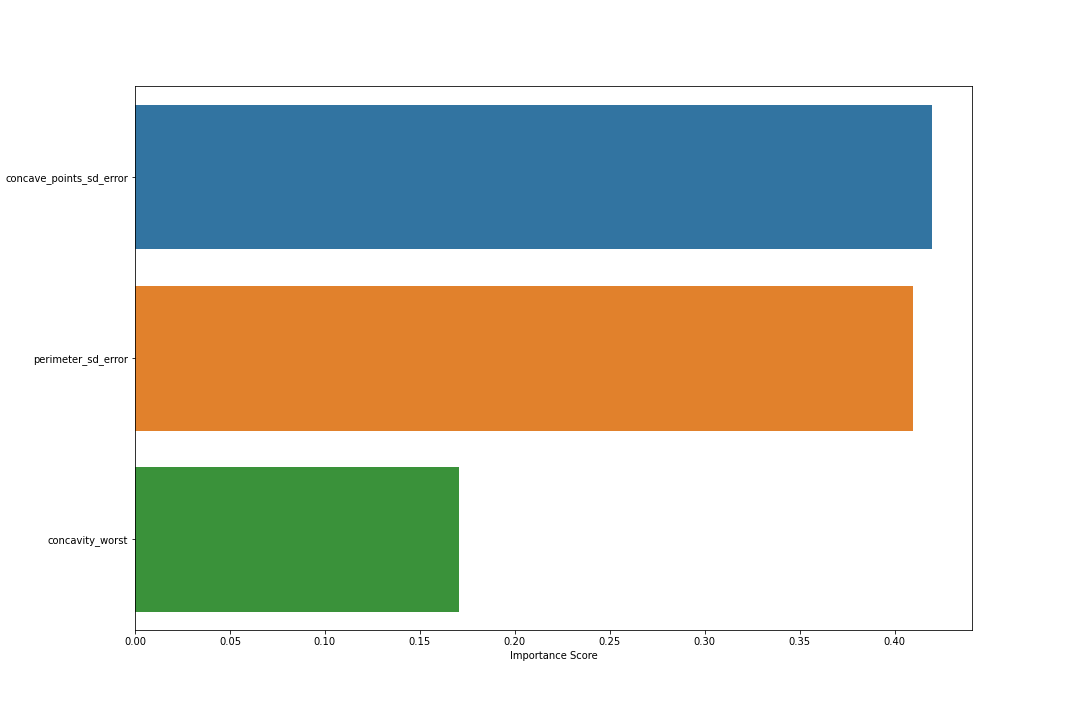 concave_points_sd_error
perimeter_sd_error
concavity_worst
0.00 0.05 0.10 0.15 0.20 0.25 0.30 0.35 0.40
Importance Score